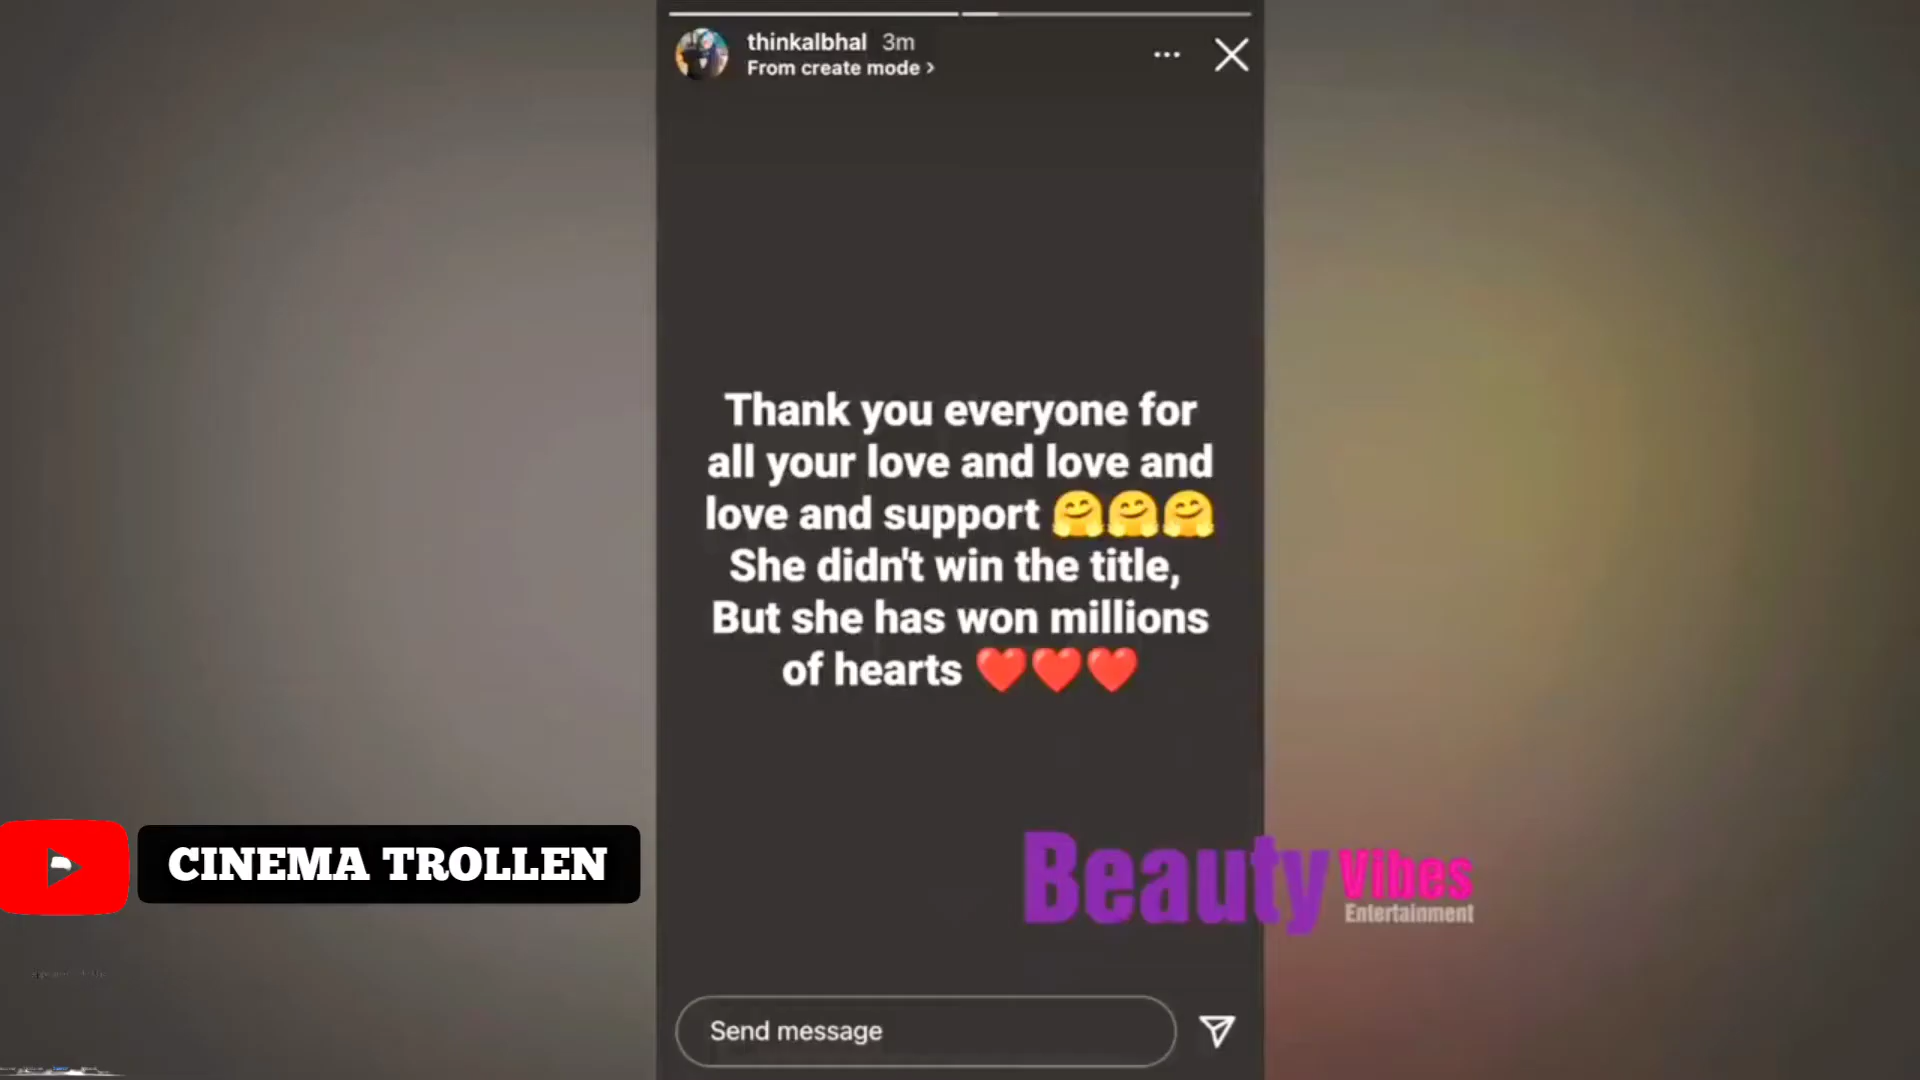 thinkalbhal 3m
From create mode >
Thank you everyone for
all your love and love and
love and support 🤗🤗🤗
She didn't win the title,
But she has won millions
of hearts ❤️❤️❤️
CINEMA TROLLEN
Beauty Vibes
Entertainment
Send message